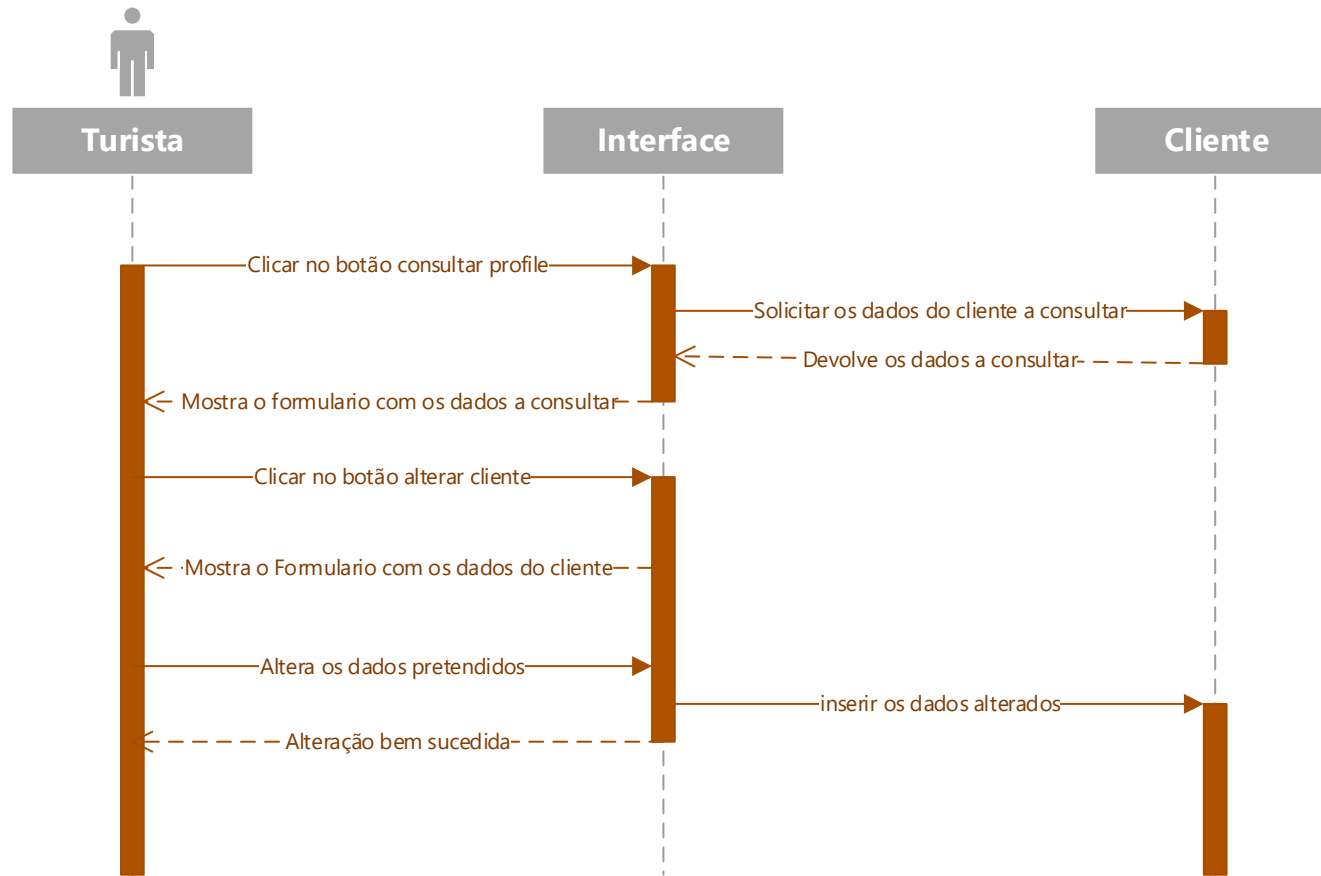 Turista
Interface
Cliente
Clicar no botão consultar profile
Solicitar os dados do cliente a consultar
Devolve os dados a consultar
Mostra o formulario com os dados a consultar
Clicar no botão alterar cliente
Mostra o Formulario com os dados do cliente
Altera os dados pretendidos
inserir os dados alterados
Alteração bem sucedida